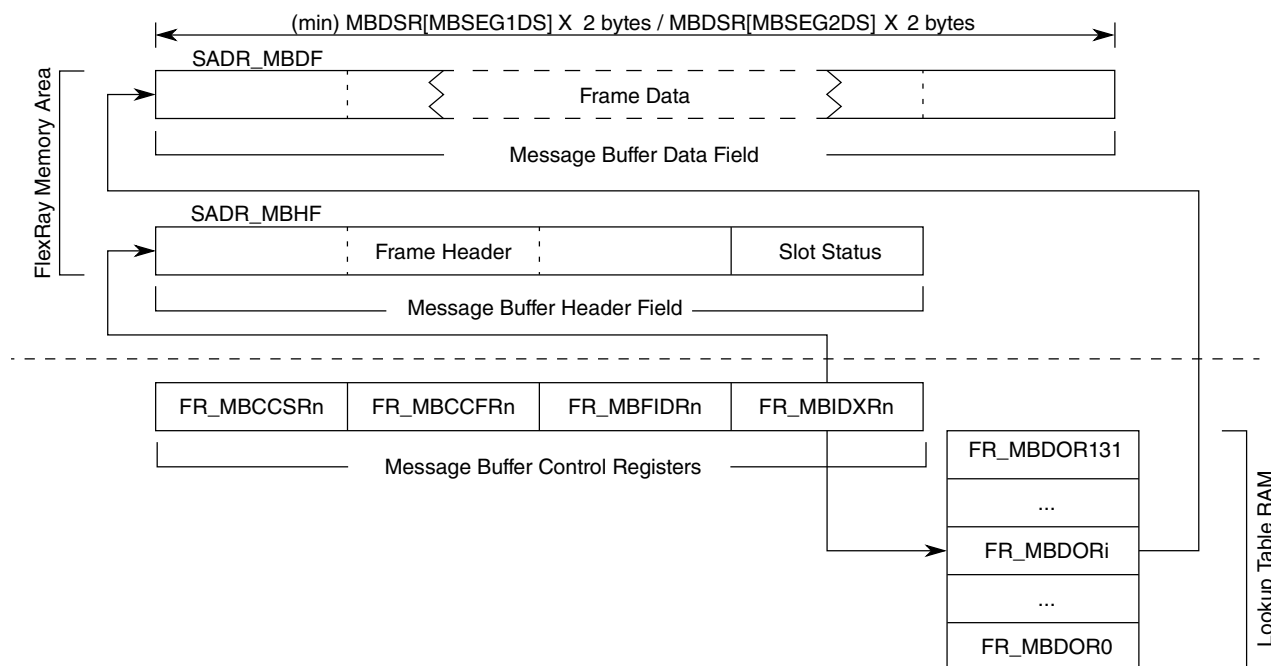 (min) MBDSR[MBSEG1DS] X 2 bytes / MBDSR[MBSEG2DS] X 2 bytes
SADR_MBDF
Frame Data
Message Buffer Data Field
FlexRay Memory Area
SADR_MBHF
Frame Header
Slot Status
Message Buffer Header Field
FR_MBCCSRn
FR_MBCCFRn
FR_MBFIDRn
FR_MBIDXRn
Message Buffer Control Registers
FR_MBDOR131
...
FR_MBDORi
...
FR_MBDOR0
Lookup Table RAM